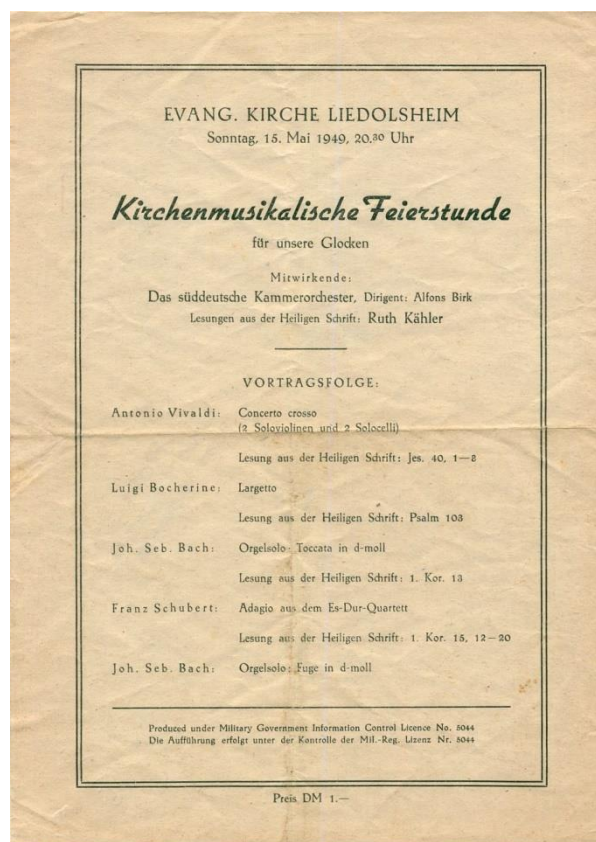 EVANG. KIRCHE LIEDOLSHEIM
Sonntag, 15. Mai 1949, 20.30 Uhr
Kirchenmusikalische Feierstunde
für unsere Glocken
Mitwirkende:
Das süddeutsche Kammerorchester, Dirigent: Alfons Birk
Lesungen aus der Heiligen Schrift: Ruth Kähler
VORTRAGSFOLGE:
Antonio Vivaldi: Concerto crosso
(2 Soloviolinen und 2 Solocelli)
Lesung aus der Heiligen Schrift: Jes. 40, 1—8
Luigi Bocherine: Largetto
Lesung aus der Heiligen Schrift: Psalm 103
Joh. Seb. Bach: Orgelsolo: Toccata in d-moll
Lesung aus der Heiligen Schrift: 1. Kor. 13
Franz Schubert: Adagio aus dem Es-Dur-Quartett
Lesung aus der Heiligen Schrift: 1. Kor. 15, 12—20
Joh. Seb. Bach: Orgelsolo: Fuge in d-moll
Produced under Military Government Information Control Licence No. 5044
Die Aufführung erfolgt unter der Kontrolle der Mil.-Reg. Lizenz Nr. 5044
Preis DM 1.—